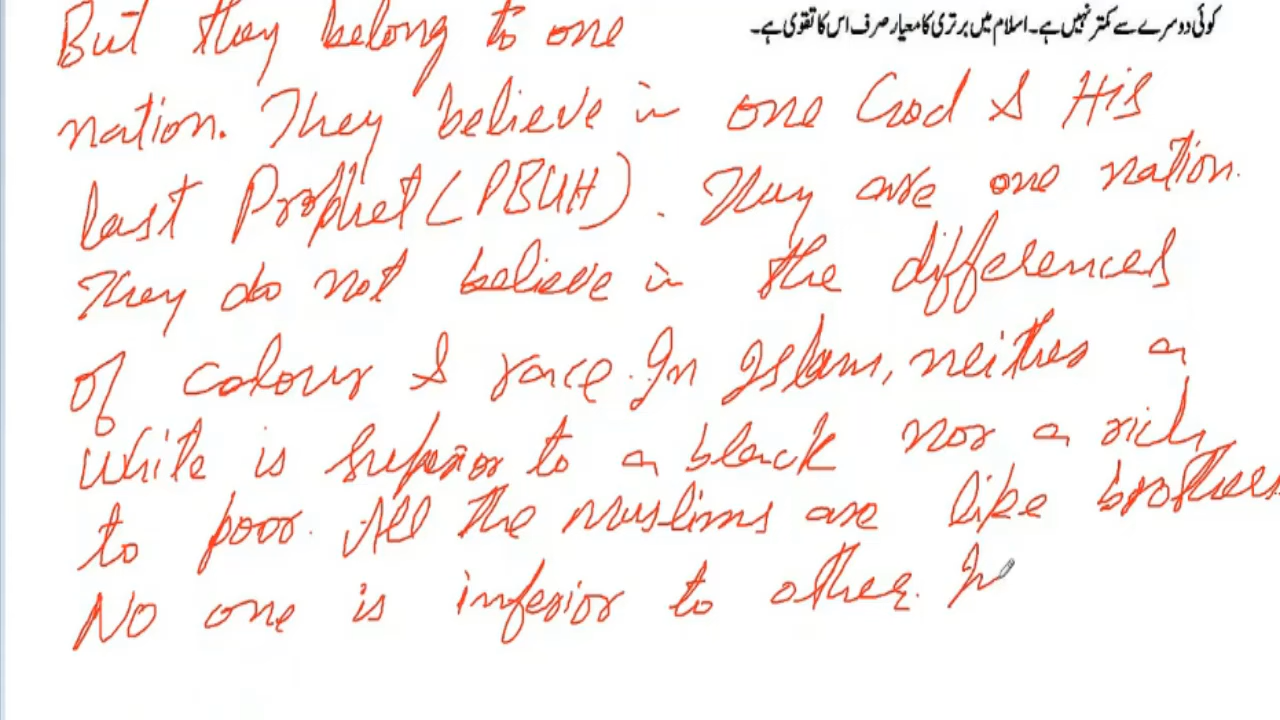 کوئی دوسرے سے کمتر نہیں ہے۔ اسلام میں برتری کا معیار صرف اس کا تقویٰ ہے۔
But they belong to one
nation. They believe in one God & His
last Prophet (PBUH). They are one nation.
They do not believe in the differences
of colour & race. In Islam, neither a
White is superior to a black nor a rich
to poor. All the Muslims are like brothers
No one is inferior to other. In